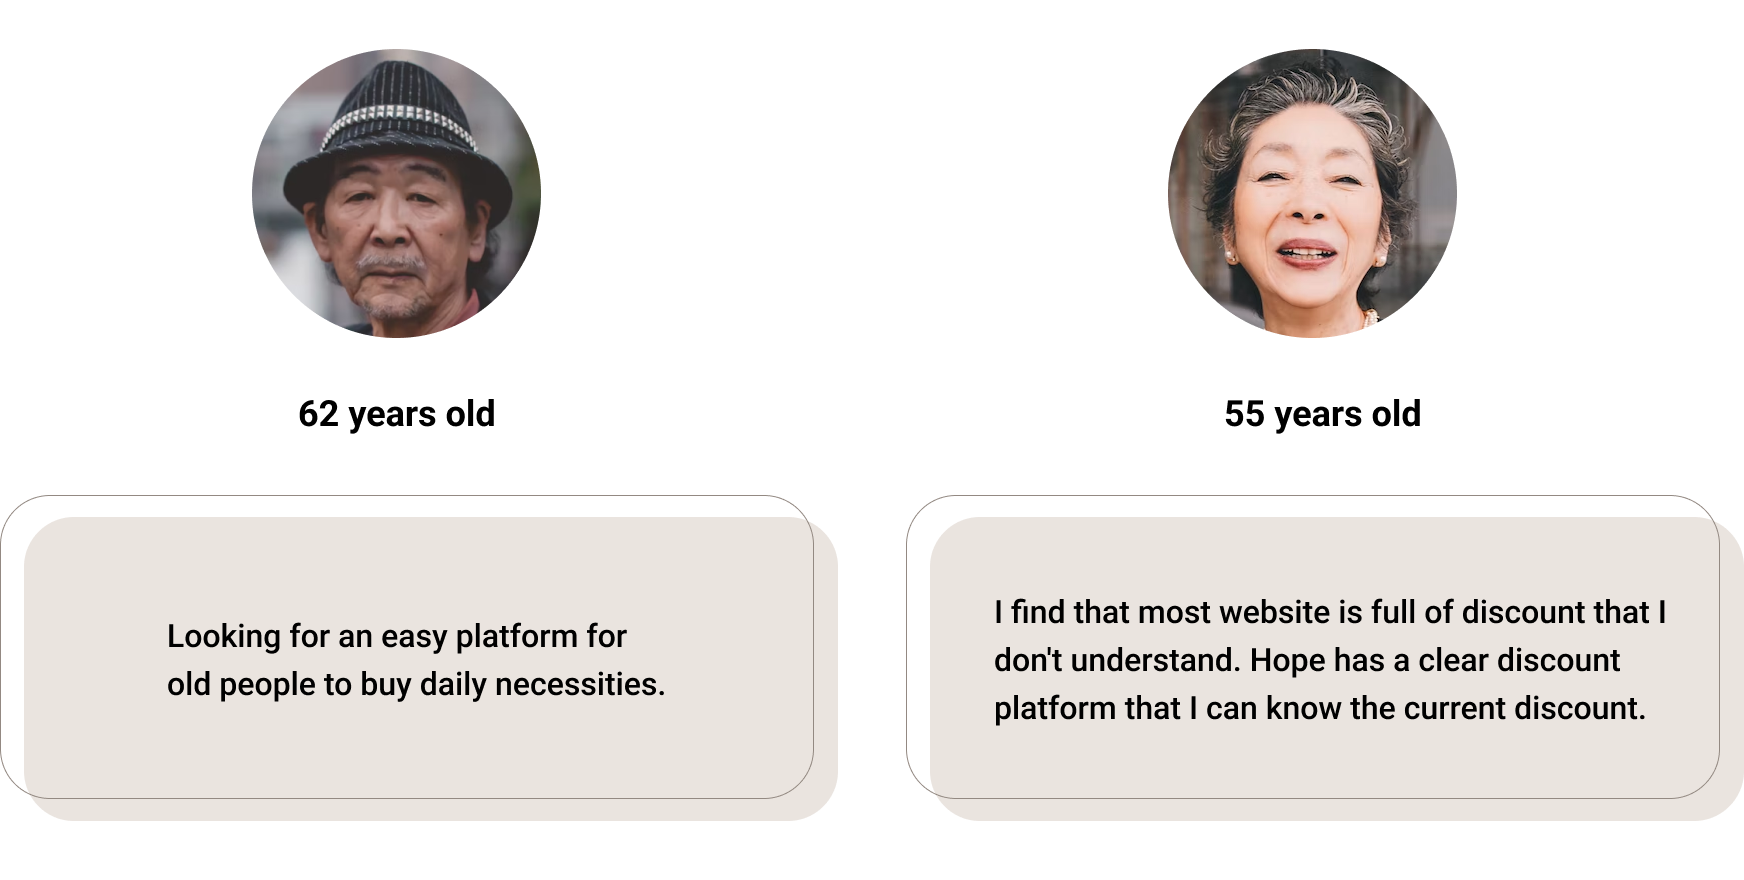 62 years old
Looking for an easy platform for
old people to buy daily necessities.
55 years old
I find that most website is full of discount that I
don't understand. Hope has a clear discount
platform that I can know the current discount.